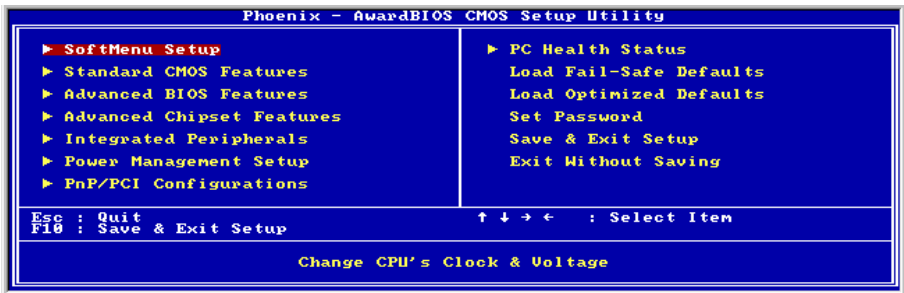 Phoenix - AwardBIOS CMOS Setup Utility
► SoftMenu Setup
► Standard CMOS Features
► Advanced BIOS Features
► Advanced Chipset Features
► Integrated Peripherals
► Power Management Setup
► PnP/PCI Configurations
► PC Health Status
Load Fail-Safe Defaults
Load Optimized Defaults
Set Password
Save & Exit Setup
Exit Without Saving
Esc : Quit
F10 : Save & Exit Setup
↑ ↓ → ← : Select Item
Change CPU's Clock & Voltage